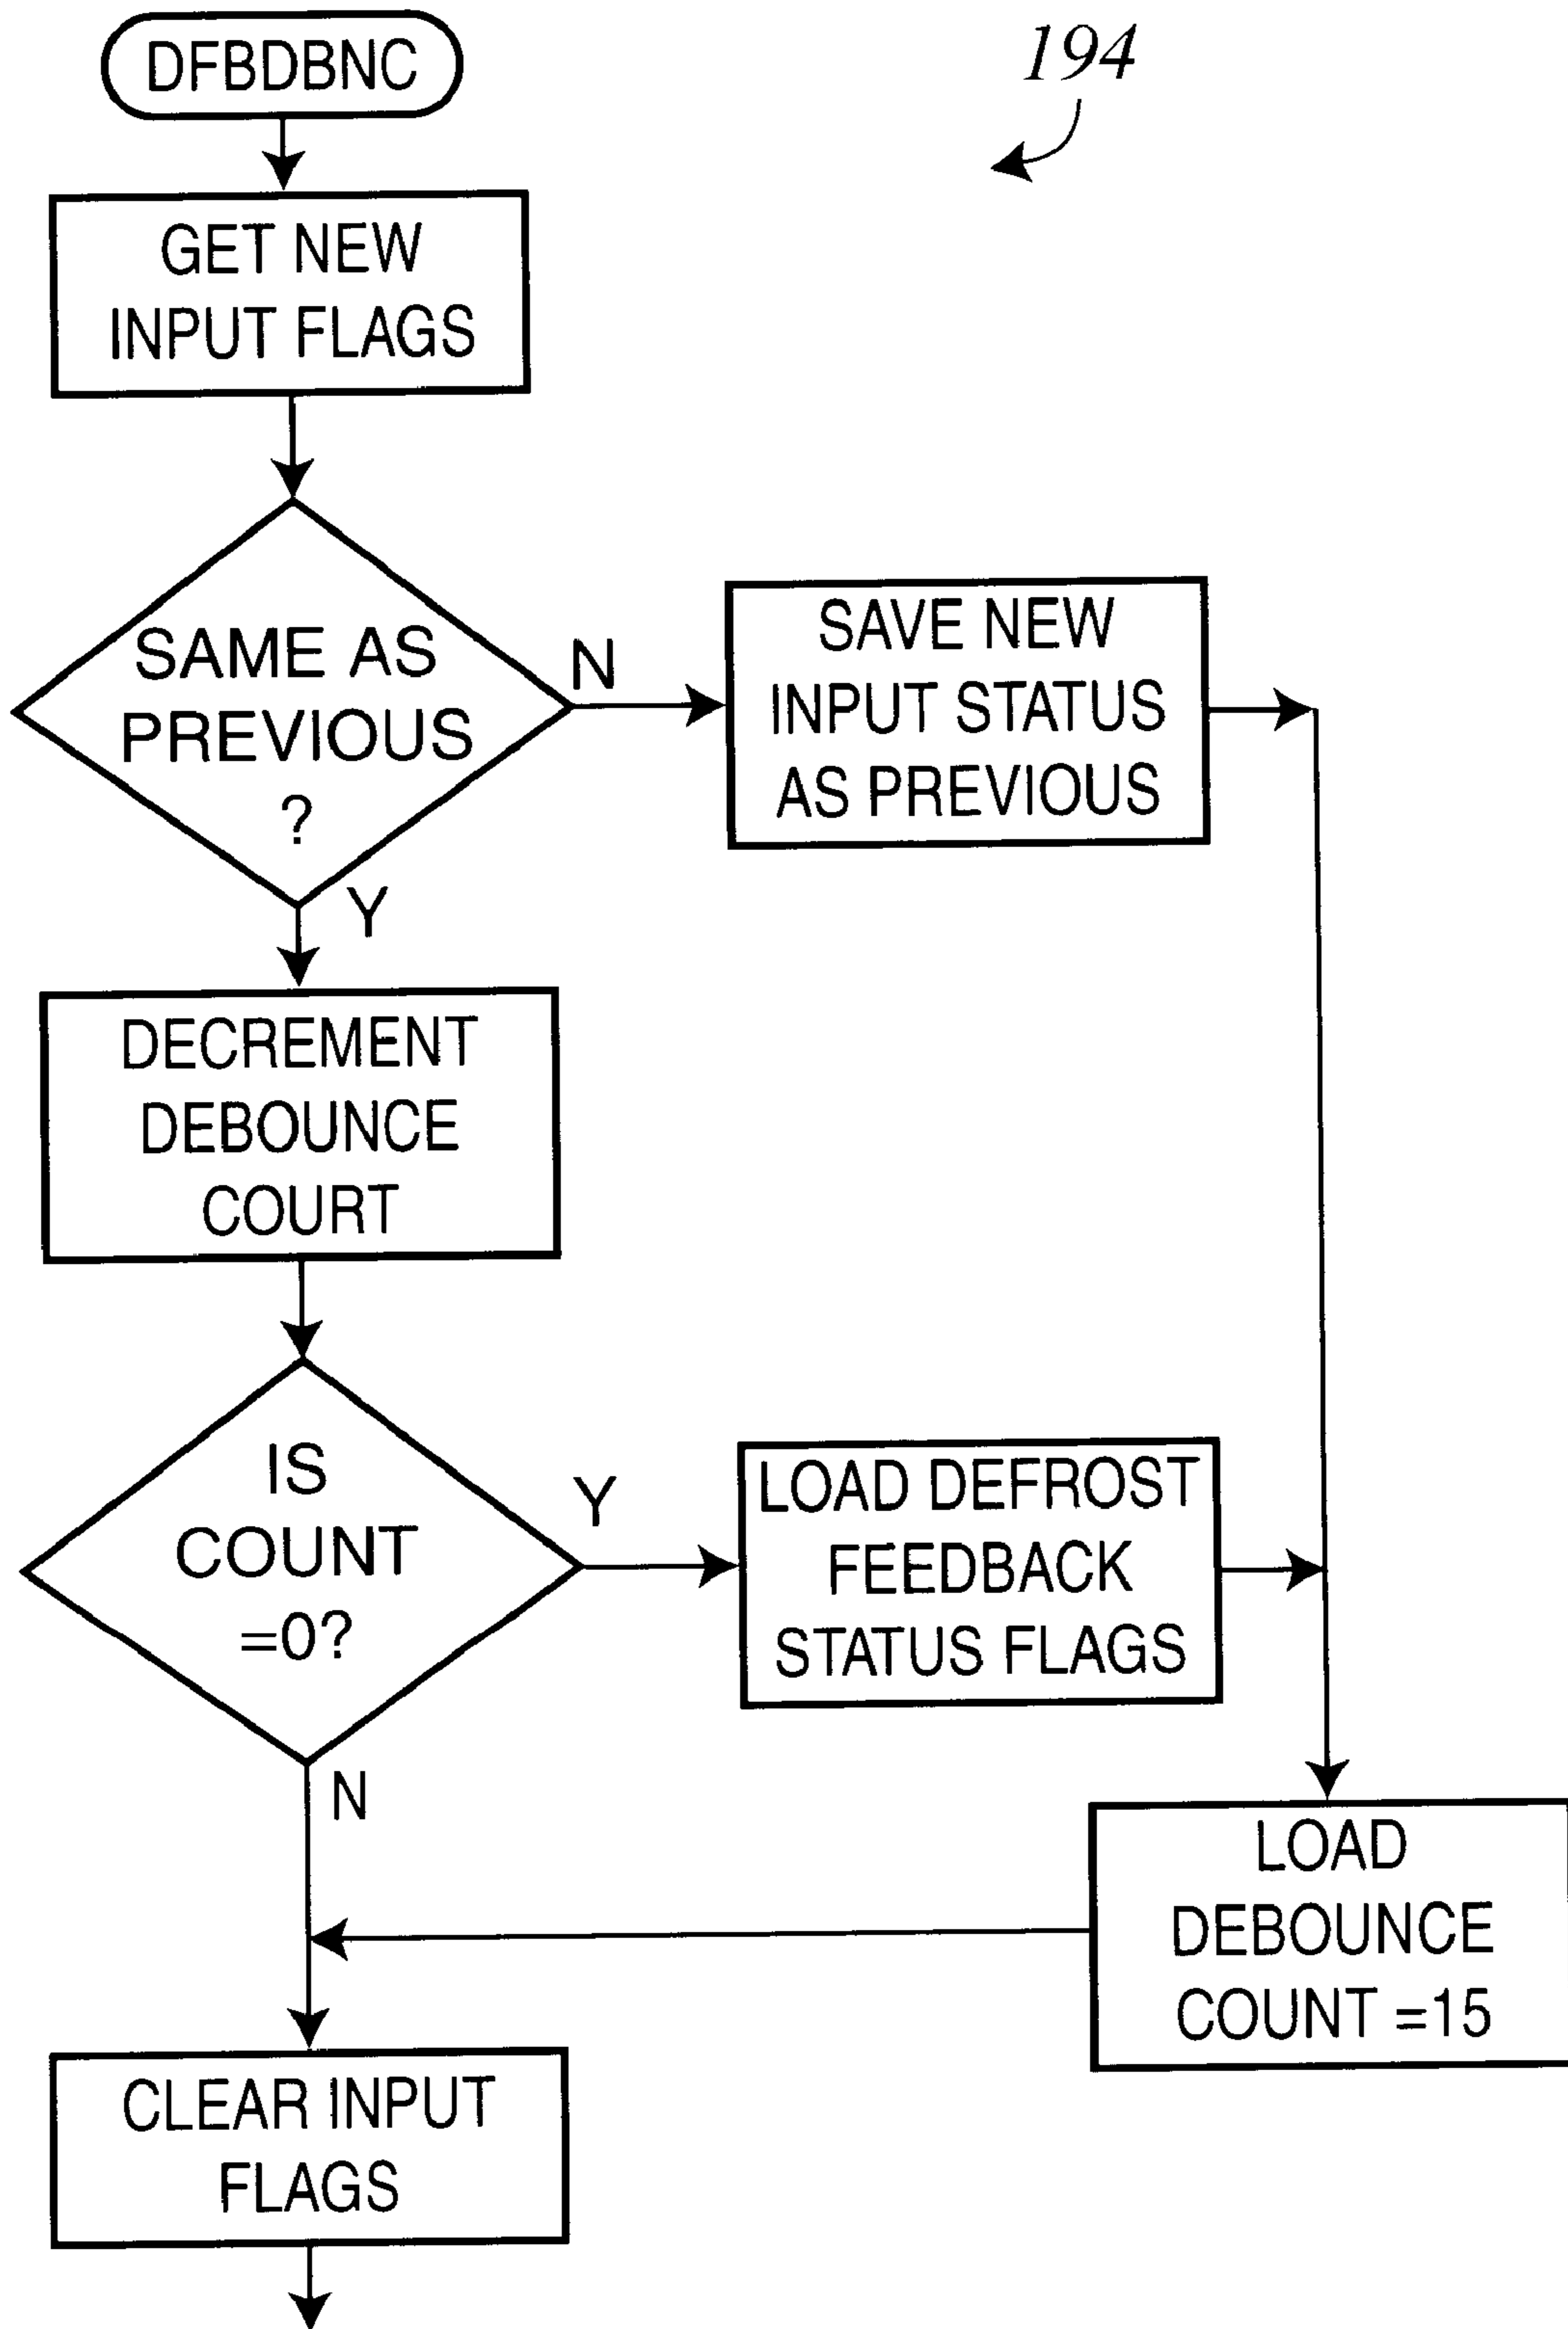 DFBDBNC
194
GET NEW
INPUT FLAGS
SAME AS
PREVIOUS
?
N
SAVE NEW
INPUT STATUS
AS PREVIOUS
Y
DECREMENT
DEBOUNCE
COURT
IS
COUNT
=0?
Y
LOAD DEFROST
FEEDBACK
STATUS FLAGS
N
LOAD
DEBOUNCE
COUNT =15
CLEAR INPUT
FLAGS